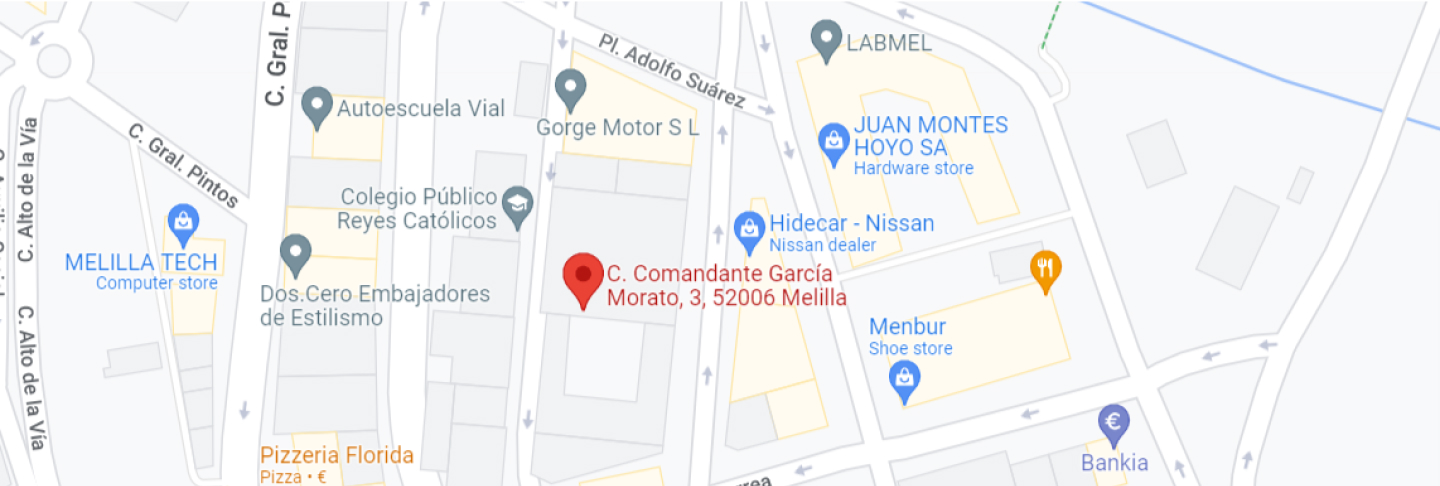 C. Gral. P
Pl. Adolfo Suárez
LABMEL
Autoescuela Vial
Gorge Motor S L
JUAN MONTES
HOYO SA
Hardware store
C. Alto de la Vía
C. Gral. Pintos
Colegio Público
Reyes Católicos
Hidecar - Nissan
Nissan dealer
MELILLA TECH
Computer store
C. Comandante García
Morato, 3, 52006 Melilla
Dos.Cero Embajadores
de Estilismo
C. Alto de la Vía
Menbur
Shoe store
€
Bankia
Pizzeria Florida
Pizza • €